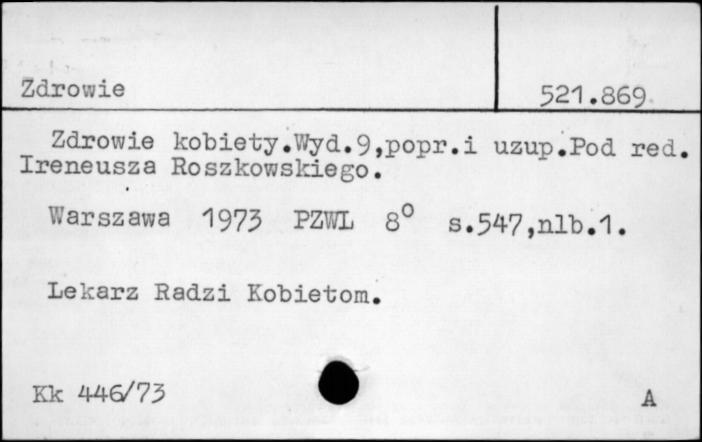 Zdrowie
521.869
Zdrowie kobiety.Wyd.9,popr.i uzup.Pod red.
Ireneusza Roszkowskiego.
Warszawa 1973 PZWL 8° s.547,nlb.1.
Lekarz Radzi Kobietom.
Kk 446/73
A